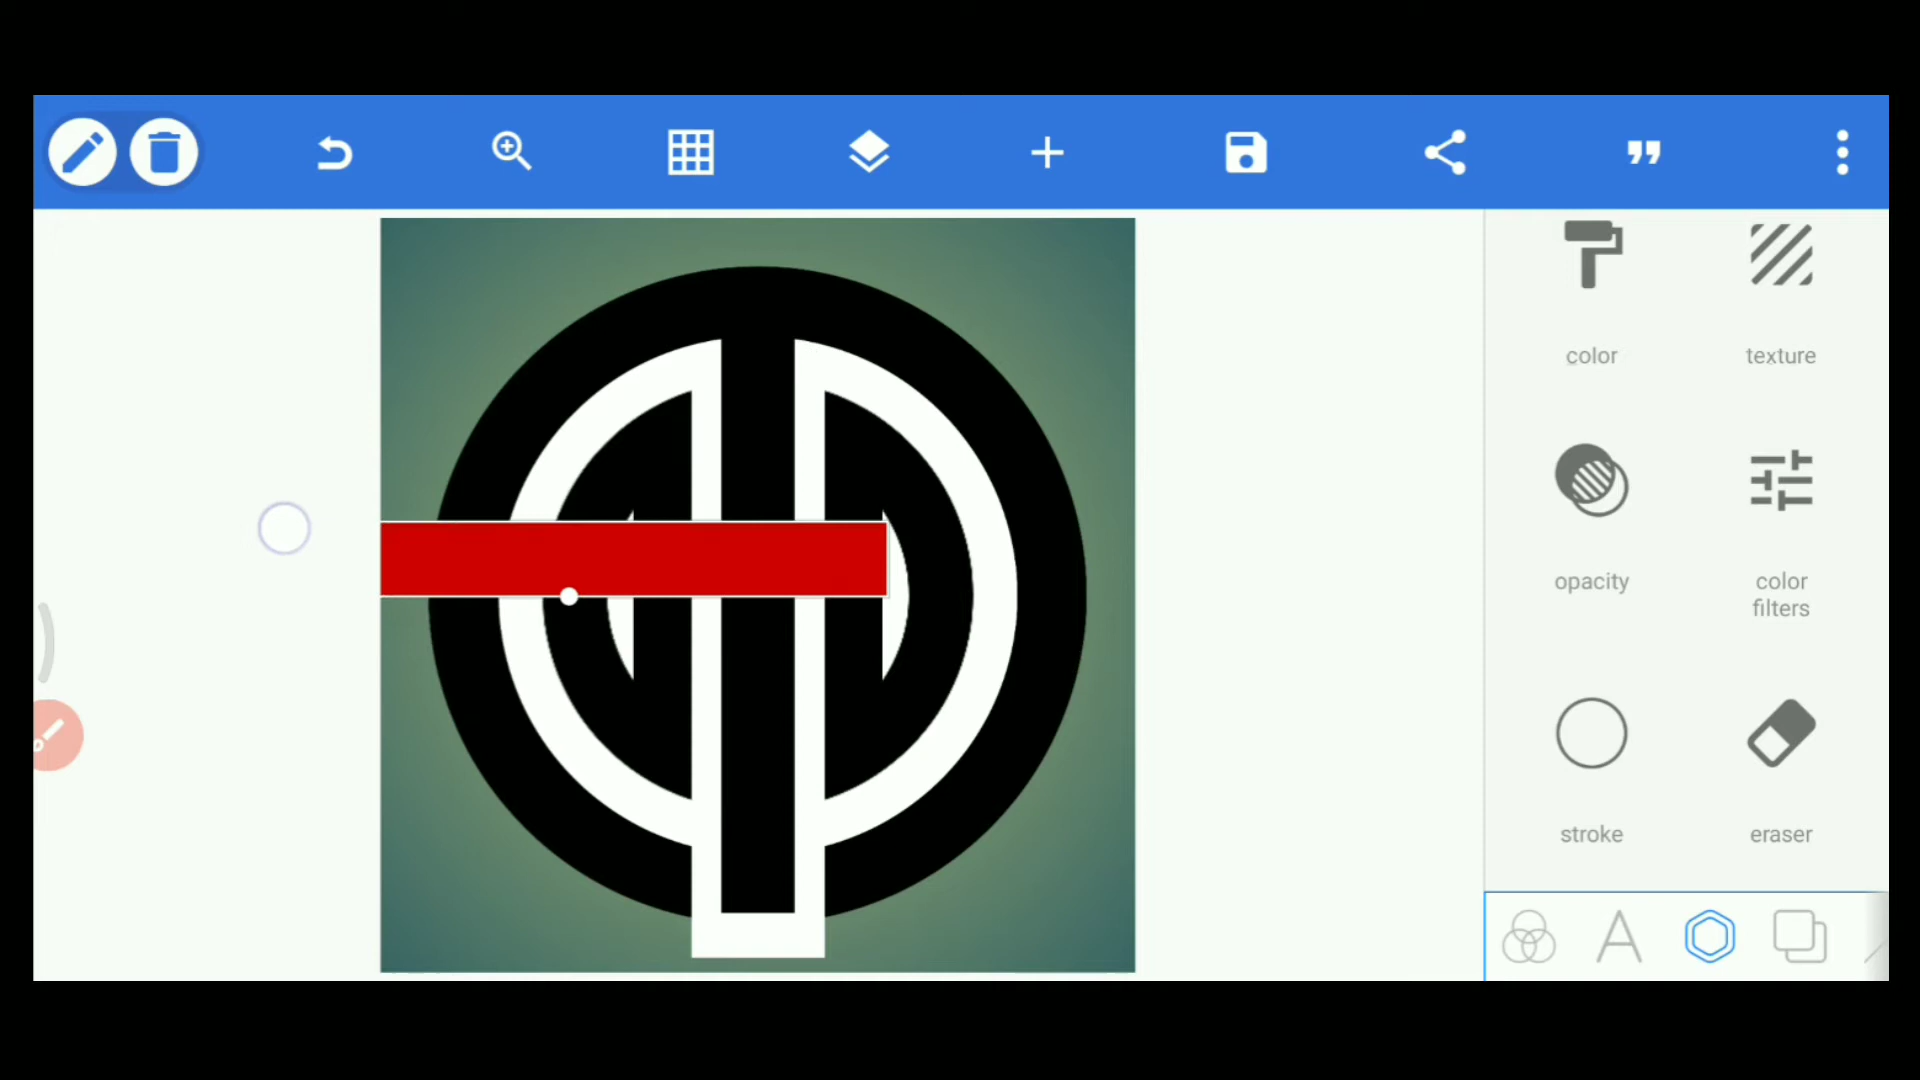 color
texture
opacity
color
filters
stroke
eraser